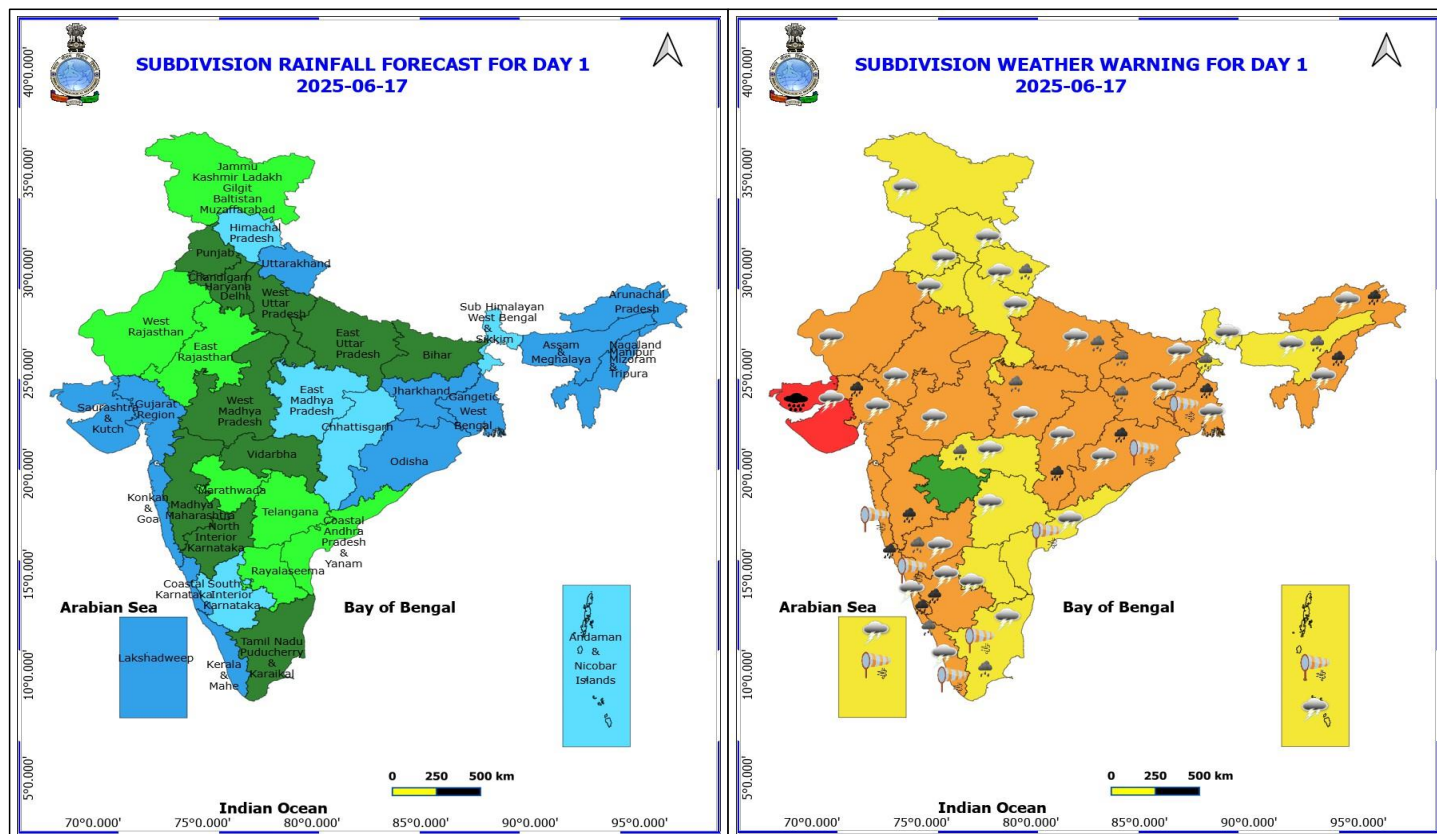 SUBDIVISION RAINFALL FORECAST FOR DAY 1
2025-06-17
40°0.000'
35°0.000'
30°0.000'
25°0.000'
20°0.000'
15°0.000'
10°0.000'
5°0.000'
Jammu
Kashmir Ladakh
Gilgit
Baltistan
Muzaffarabad
Himachal
Pradesh
Punjab
Uttarakhand
Chandigarh
Haryana
Delhi
West
Uttar
Pradesh
West
Rajasthan
East
Rajasthan
East
Uttar
Pradesh
Bihar
Sub Himalayan
West Bengal
&
Sikkim
Arunachal
Pradesh
Assam
&
Meghalaya
Nagaland
Manipur
Mizoram
&
Tripura
Saurashtra
&
Kutch
Gujarat
Region
West
Madhya
Pradesh
East
Madhya
Pradesh
Jharkhand
Gangetic
West
Bengal
Chhattisgarh
Odisha
Vidarbha
Konkan
&
Goa
Marathwada
Madhya
Maharashtra
North
Interior
Karnataka
Telangana
Coastal
Andhra
Pradesh
&
Yanam
Rayalaseema
Coastal
Karnataka
South
Interior
Karnataka
Arabian Sea
Bay of Bengal
Lakshadweep
Kerala
&
Mahe
Tamil Nadu
Puducherry
&
Karaikal
Andaman
&
Nicobar
Islands
0 250 500 km
Indian Ocean
70°0.000' 75°0.000' 80°0.000' 85°0.000' 90°0.000' 95°0.000'
SUBDIVISION WEATHER WARNING FOR DAY 1
2025-06-17
40°0.000'
35°0.000'
30°0.000'
25°0.000'
20°0.000'
15°0.000'
10°0.000'
5°0.000'
Arabian Sea
Bay of Bengal
0 250 500 km
Indian Ocean
70°0.000' 75°0.000' 80°0.000' 85°0.000' 90°0.000' 95°0.000'